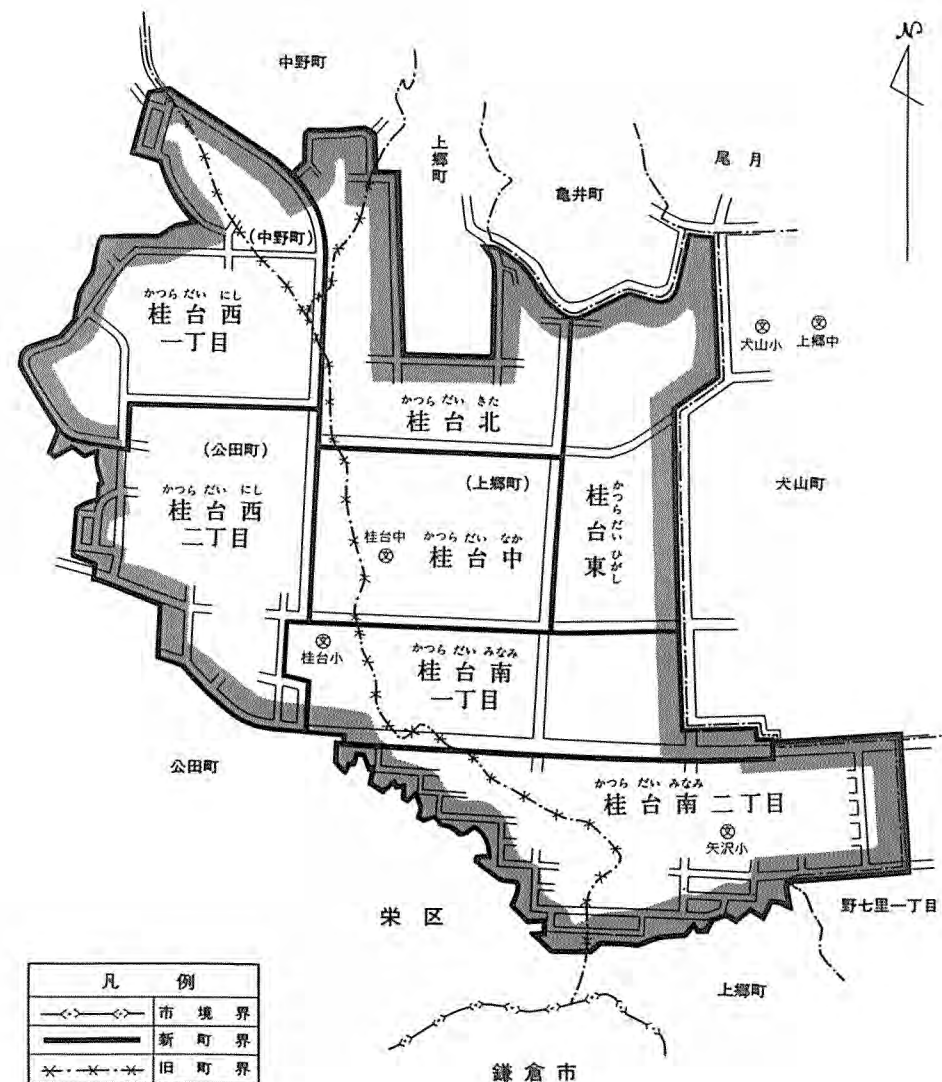 中野町
上郷町
亀井町
尾月
(中野町)
かつら だい にし
桂台西
一丁目
犬山小
上郷中
かつら だい きた
桂台北
(公田町)
かつら だい にし
桂台西
二丁目
(上郷町)
桂台中
かつら だい なか
桂台中
かつら だい ひがし
桂台東
犬山町
桂台小
かつら だい みなみ
桂台南
一丁目
公田町
かつら だい みなみ
桂台南 二丁目
矢沢小
栄区
野七里一丁目
上郷町
鎌倉市
凡 例
市 境 界
新 町 界
旧 町 界